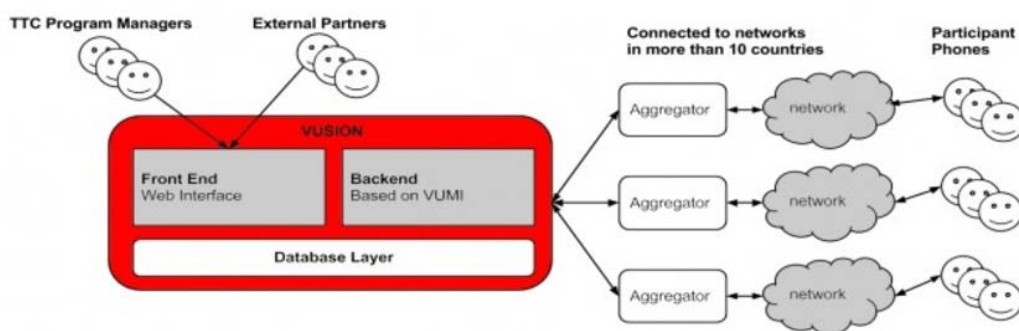 TTC Program Managers
External Partners
Connected to networks
in more than 10 countries
Participant
Phones
VUSION
Front End
Web Interface
Backend
Based on VUMI
Database Layer
Aggregator
network
Aggregator
network
Aggregator
network